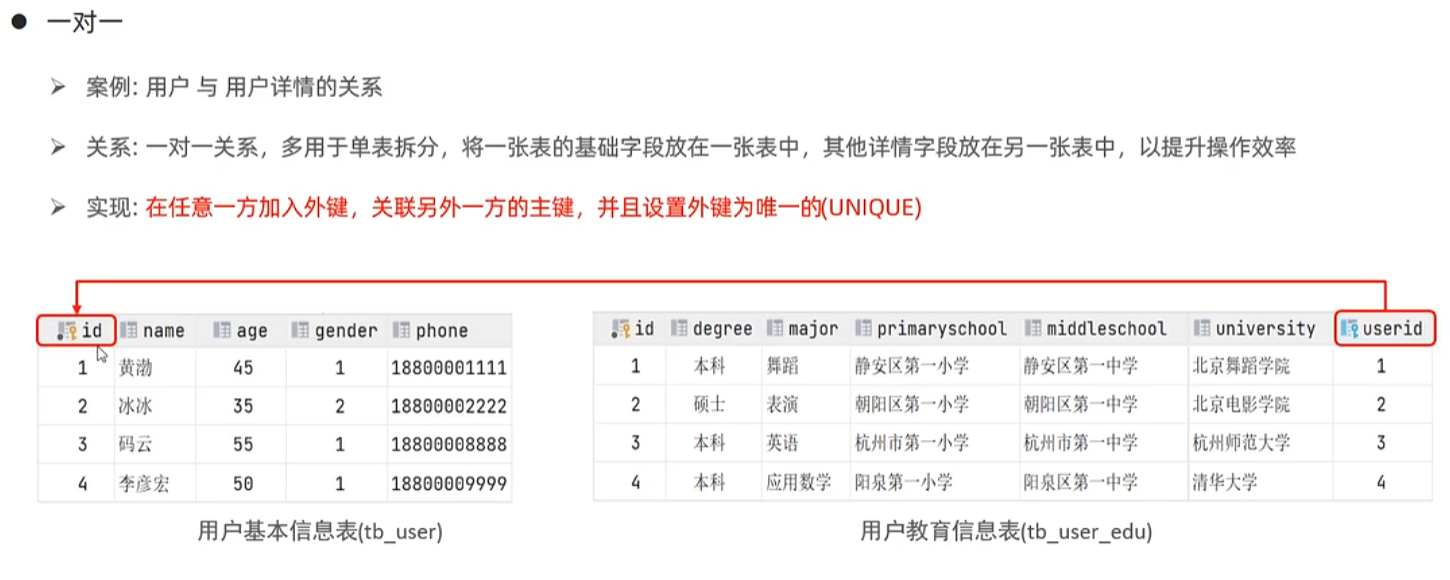 一对一
案例: 用户 与 用户详情的关系
关系: 一对一关系，多用于单表拆分，将一张表的基础字段放在一张表中，其他详情字段放在另一张表中，以提升操作效率
实现: 在任意一方加入外键，关联另外一方的主键，并且设置外键为唯一的(UNIQUE)
id name age gender phone
1 黄渤 45 1 18800001111
2 冰冰 35 2 18800002222
3 码云 55 1 18800008888
4 李彦宏 50 1 18800009999
用户基本信息表(tb_user)
id degree major primaryschool middleschool university userid
1 本科 舞蹈 静安区第一小学 静安区第一中学 北京舞蹈学院 1
2 硕士 表演 朝阳区第一小学 朝阳区第一中学 北京电影学院 2
3 本科 英语 杭州市第一小学 杭州市第一中学 杭州师范大学 3
4 本科 应用数学 阳泉第一小学 阳泉区第一中学 清华大学 4
用户教育信息表(tb_user_edu)